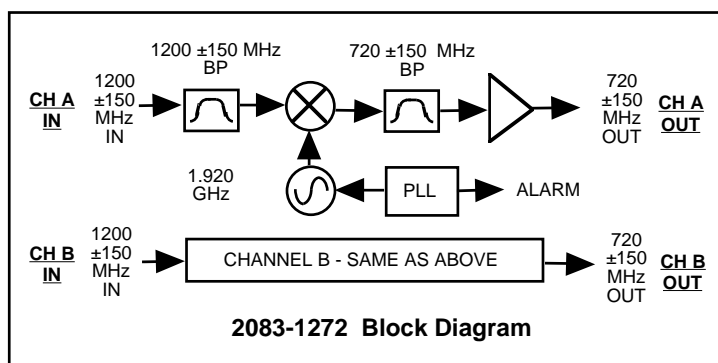 1200 ±150 MHz
BP
720 ±150 MHz
BP
CH A
IN
1200
±150
MHz
IN
720
±150
MHz
OUT
CH A
OUT
1.920
GHz
PLL
ALARM
CH B
IN
1200
±150
MHz
IN
CHANNEL B - SAME AS ABOVE
720
±150
MHz
OUT
CH B
OUT
2083-1272 Block Diagram